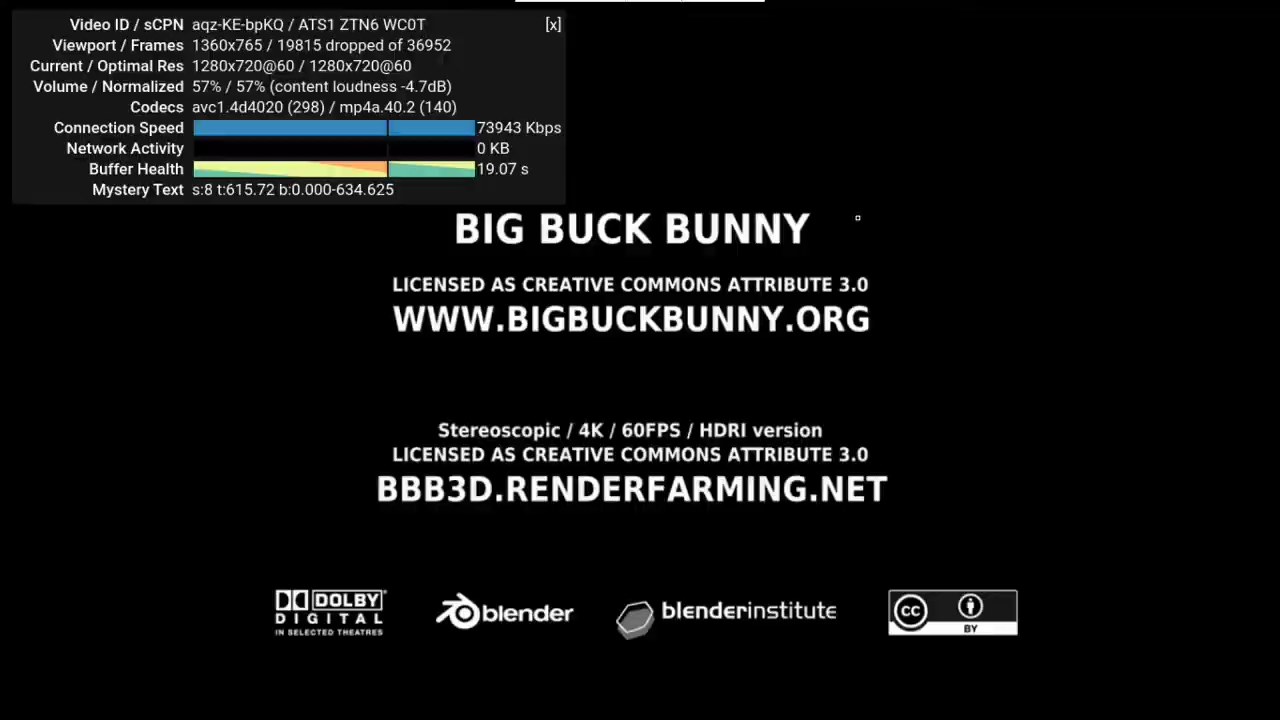 Video ID / sCPN aqz-KE-bpKQ / ATS1 ZTN6 WC0T [x]
Viewport / Frames 1360x765 / 19815 dropped of 36952
Current / Optimal Res 1280x720@60 / 1280x720@60
Volume / Normalized 57% / 57% (content loudness -4.7dB)
Codecs avc1.4d4020 (298) / mp4a.40.2 (140)
Connection Speed 73943 Kbps
Network Activity 0 KB
Buffer Health 19.07 s
Mystery Text s:8 t:615.72 b:0.000-634.625
BIG BUCK BUNNY
LICENSED AS CREATIVE COMMONS ATTRIBUTE 3.0
WWW.BIGBUCKBUNNY.ORG
Stereoscopic / 4K / 60FPS / HDRI version
LICENSED AS CREATIVE COMMONS ATTRIBUTE 3.0
BBB3D.RENDERFARMING.NET
DOLBY
DIGITAL
IN SELECTED THEATRES
blender
blenderinstitute
cc
BY